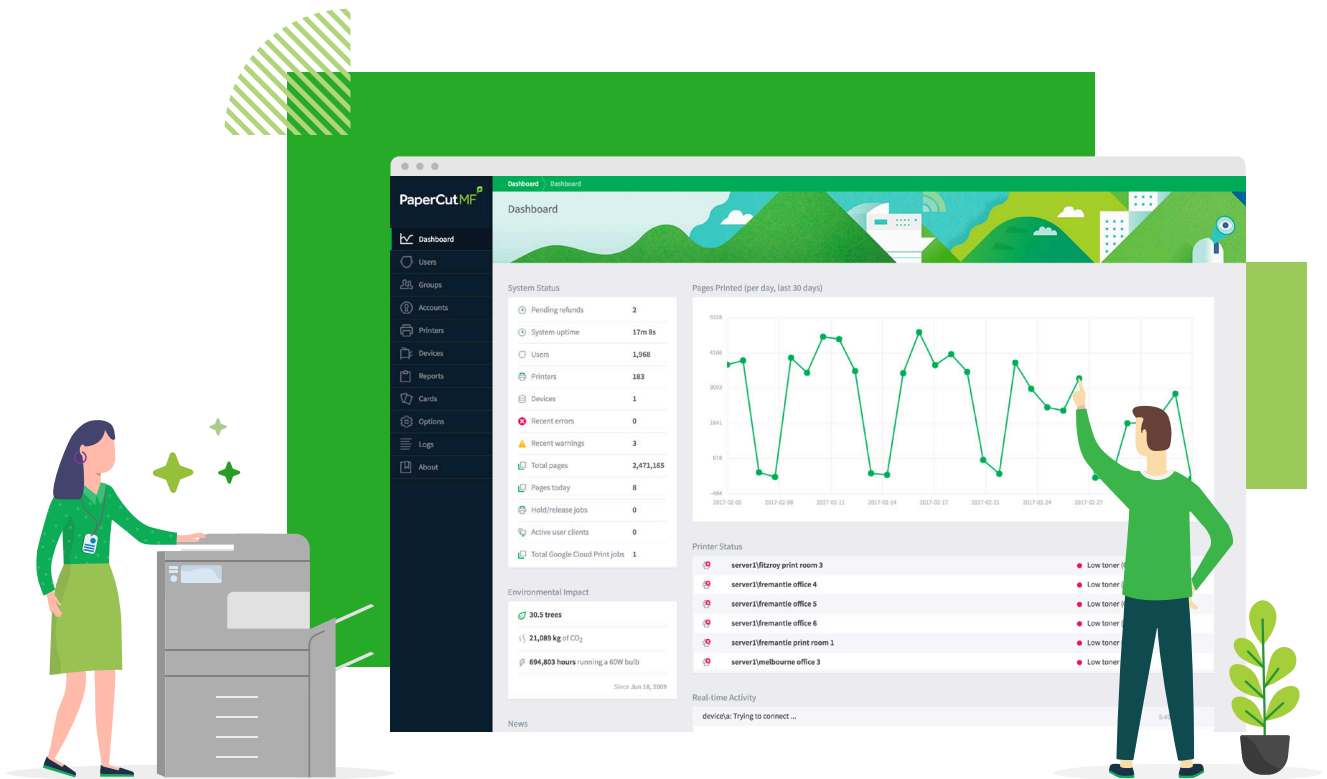 PaperCutMF
Dashboard
Users
Groups
Accounts
Printers
Devices
Reports
Cards
Options
Logs
About
Dashboard Dashboard
Dashboard
System Status
Pending refunds 2
System uptime 17m 8s
Users 1,968
Printers 183
Devices 1
Recent errors 0
Recent warnings 3
Total pages 2,471,165
Pages today 8
Hold/release jobs 0
Active user clients 0
Total Google Cloud Print jobs 1
Environmental Impact
30.5 trees
21,089 kg of CO₂
694,803 hours running a 60W bulb
Since Jun 18, 2009
News
Pages Printed (per day, last 30 days)
5328
4166
3003
1841
678
-484
2017-02-05 2017-02-08 2017-02-11 2017-02-14 2017-02-17 2017-02-21 2017-02-24 2017-02-27
Printer Status
server1\fitzroy print room 3 Low toner
server1\fremantle office 4 Low toner
server1\fremantle office 5 Low toner
server1\fremantle office 6 Low toner
server1\fremantle print room 1 Low toner
server1\melbourne office 3 Low toner
Real-time Activity
device\a: Trying to connect ...